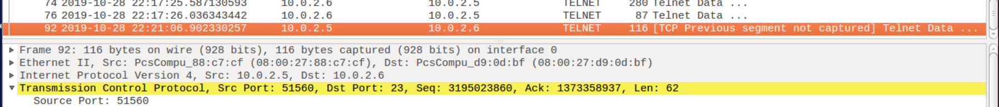 74 2019-10-28 22:17:25.587130593 10.0.2.6 10.0.2.5 TELNET 280 Telnet Data ...
76 2019-10-28 22:17:26.036343442 10.0.2.6 10.0.2.5 TELNET 87 Telnet Data ...
92 2019-10-28 22:21:06.902330257 10.0.2.5 10.0.2.6 TELNET 116 [TCP Previous segment not captured] Telnet Data ...
Frame 92: 116 bytes on wire (928 bits), 116 bytes captured (928 bits) on interface 0
Ethernet II, Src: PcsCompu_88:c7:cf (08:00:27:88:c7:cf), Dst: PcsCompu_d9:0d:bf (08:00:27:d9:0d:bf)
Internet Protocol Version 4, Src: 10.0.2.5, Dst: 10.0.2.6
Transmission Control Protocol, Src Port: 51560, Dst Port: 23, Seq: 3195023860, Ack: 1373358937, Len: 62
Source Port: 51560